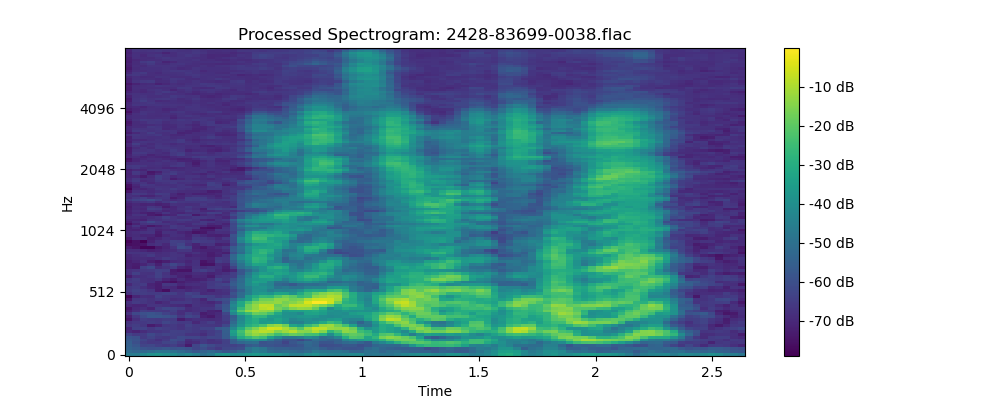 Processed Spectrogram: 2428-83699-0038.flac
Hz
4096
2048
1024
512
0
0
0.5
1
1.5
2
2.5
Time
-10 dB
-20 dB
-30 dB
-40 dB
-50 dB
-60 dB
-70 dB